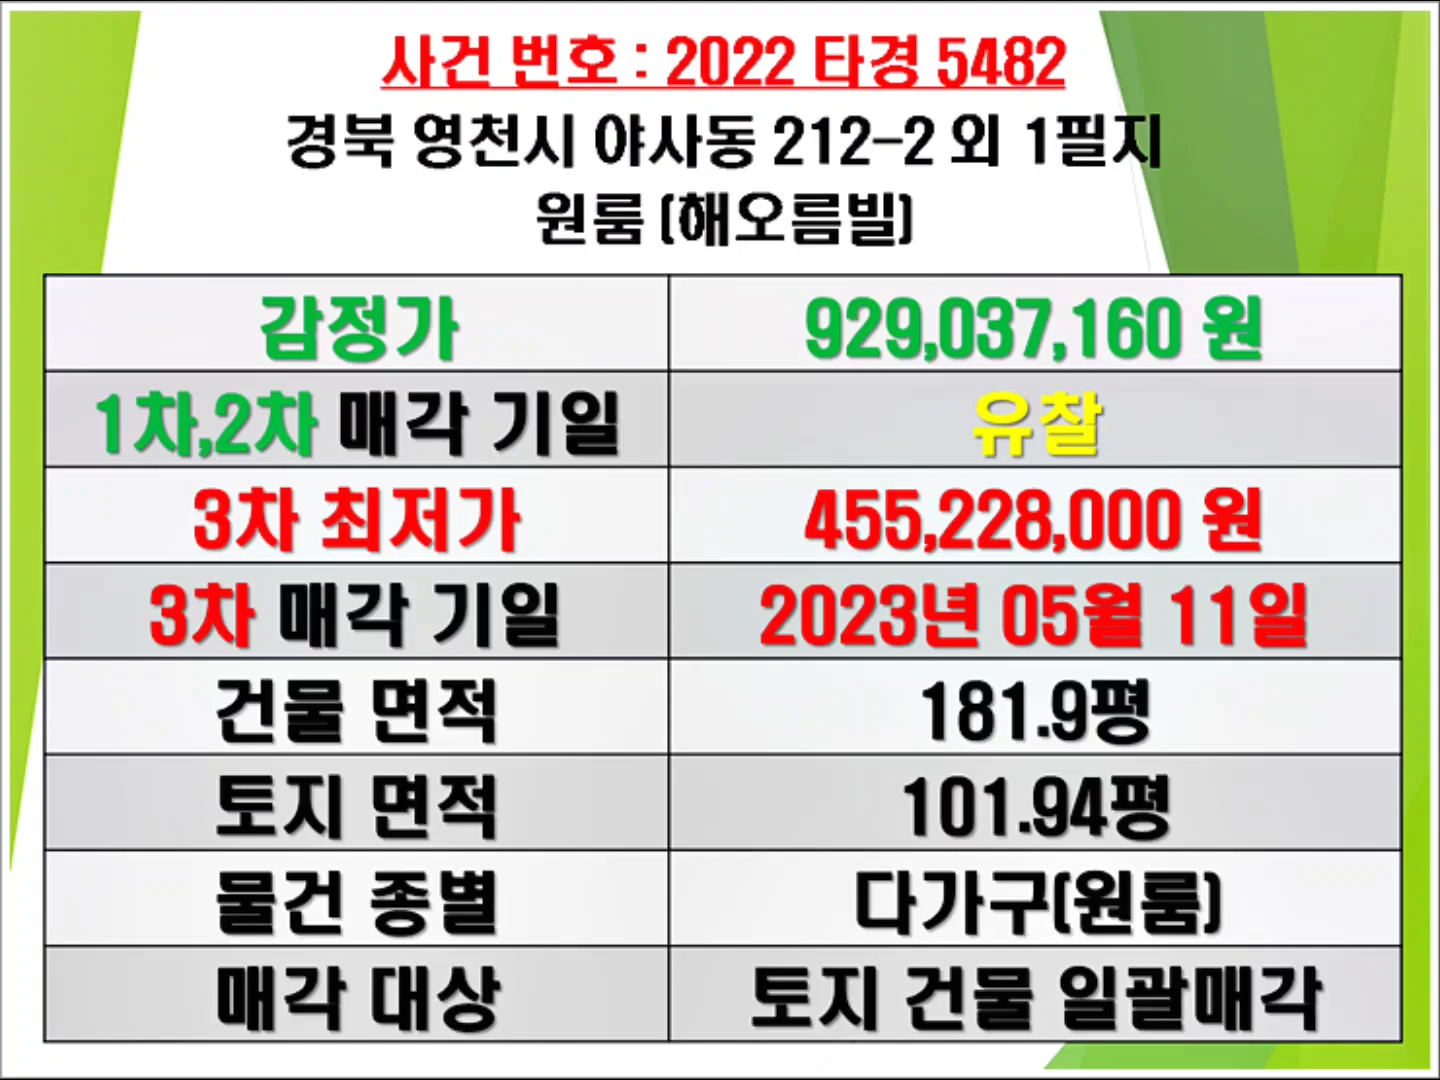 사건 번호 : 2022 타경 5482
경북 영천시 야사동 212-2 외 1필지
원룸 (해오름빌)
감정가 929,037,160 원
1차,2차 매각 기일 유찰
3차 최저가 455,228,000 원
3차 매각 기일 2023년 05월 11일
건물 면적 181.9평
토지 면적 101.94평
물건 종별 다가구(원룸)
매각 대상 토지 건물 일괄매각